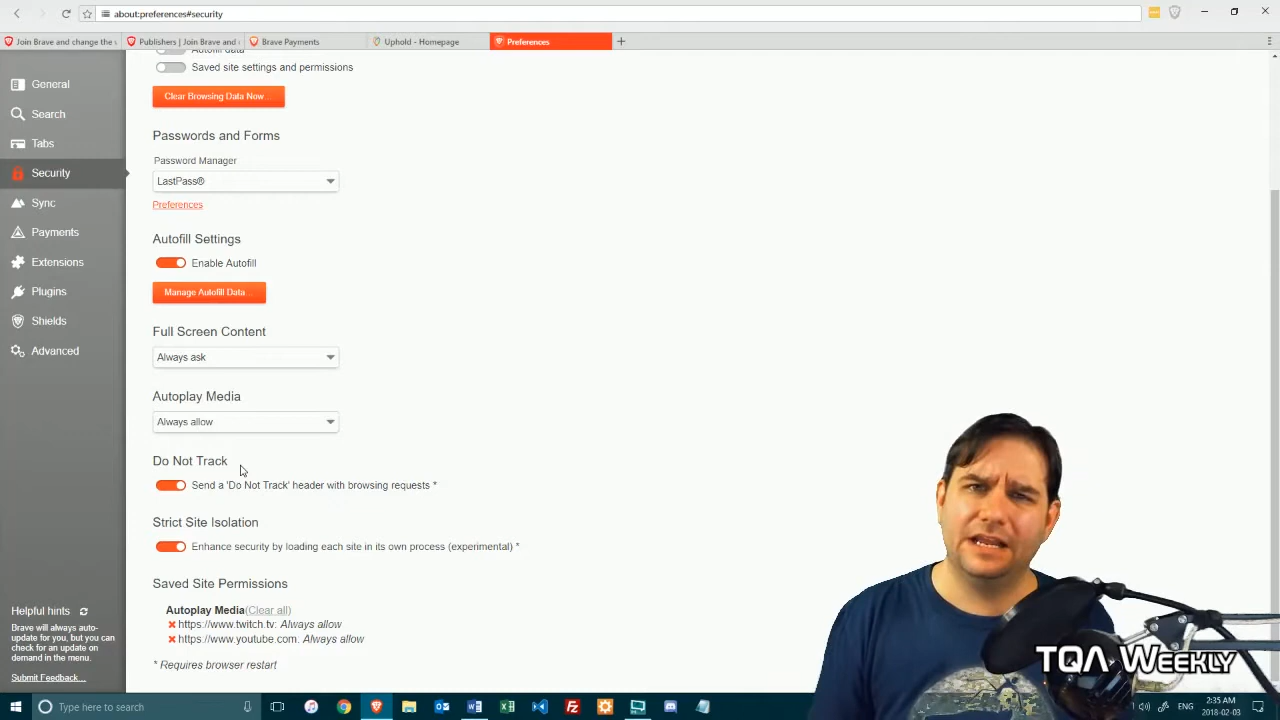 about:preferences#security
Join Brave and change the
Publishers | Join Brave and
Brave Payments
Uphold - Homepage
Preferences
Autofill data
General
Search
Tabs
Security
Sync
Payments
Extensions
Plugins
Shields
Advanced
Saved site settings and permissions
Clear Browsing Data Now...
Passwords and Forms
Password Manager
LastPass®
Preferences
Autofill Settings
Enable Autofill
Manage Autofill Data...
Full Screen Content
Always ask
Autoplay Media
Always allow
Do Not Track
Send a 'Do Not Track' header with browsing requests *
Strict Site Isolation
Enhance security by loading each site in its own process (experimental) *
Saved Site Permissions
Autoplay Media(Clear all)
https://www.twitch.tv: Always allow
https://www.youtube.com: Always allow
* Requires browser restart
Helpful hints
Brave will always auto-
update for you, but you can
check for an update on
demand in the menu.
Submit Feedback...
TQA WEEKLY
Type here to search
2:35 AM
2018-02-03